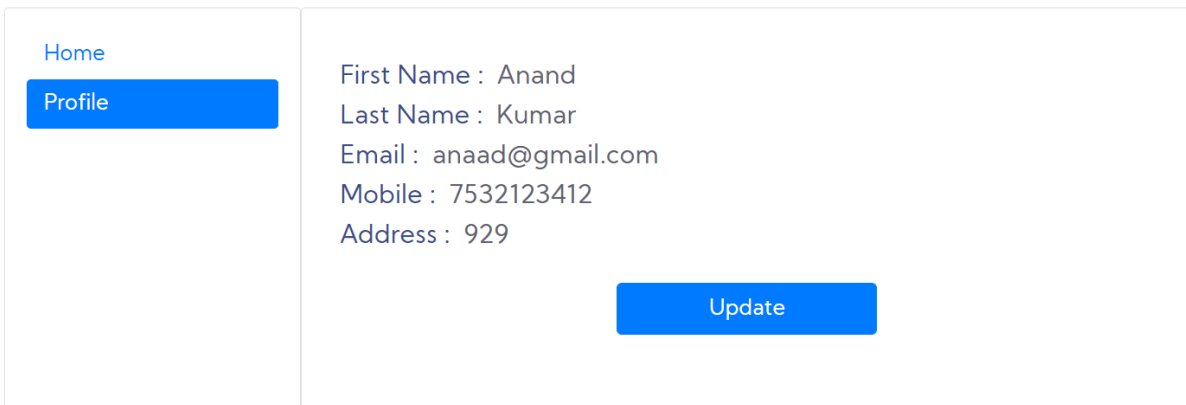 Home
Profile
First Name : Anand
Last Name : Kumar
Email : anaad@gmail.com
Mobile : 7532123412
Address : 929
Update